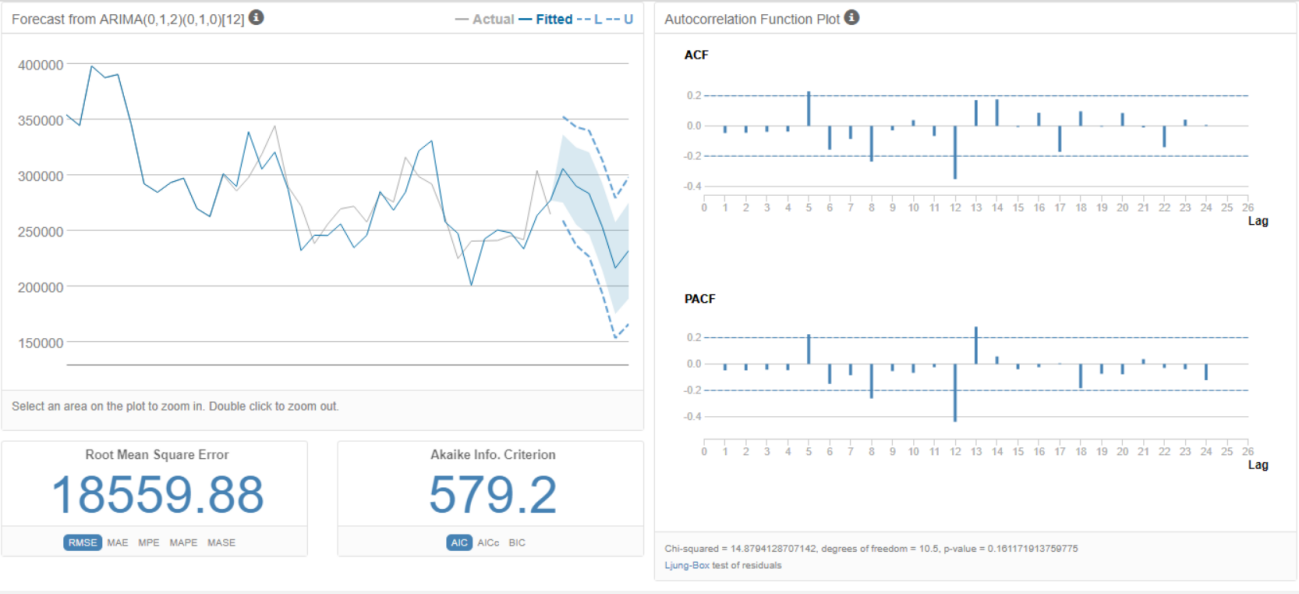 Forecast from ARIMA(0,1,2)(0,1,0)[12] i
Actual Fitted L U
400000
350000
300000
250000
200000
150000
Select an area on the plot to zoom in. Double click to zoom out.
Root Mean Square Error
18559.88
RMSE MAE MPE MAPE MASE
Akaike Info. Criterion
579.2
AIC AICc BIC
Autocorrelation Function Plot i
ACF
0.2
0.0
-0.2
-0.4
0 1 2 3 4 5 6 7 8 9 10 11 12 13 14 15 16 17 18 19 20 21 22 23 24 25 26
Lag
PACF
0.2
0.0
-0.2
-0.4
0 1 2 3 4 5 6 7 8 9 10 11 12 13 14 15 16 17 18 19 20 21 22 23 24 25 26
Lag
Chi-squared = 14.8794128707142, degrees of freedom = 10.5, p-value = 0.161171913759775
Ljung-Box test of residuals